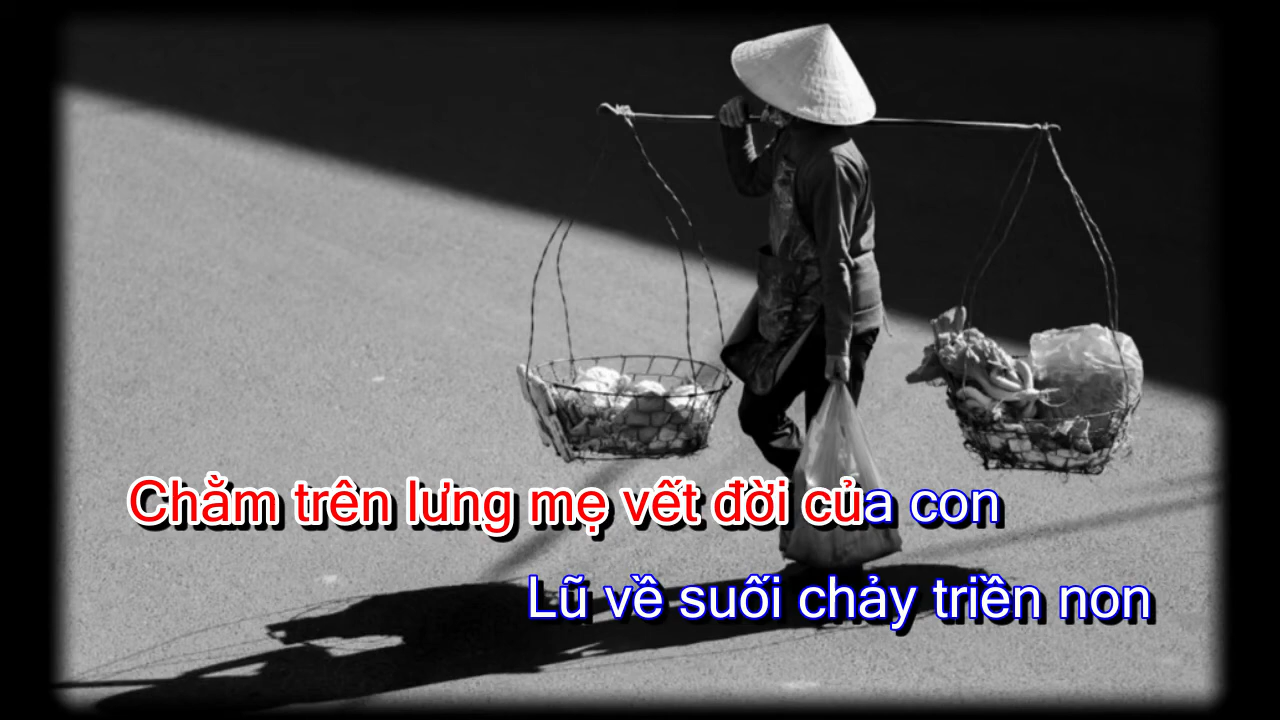 Chằm trên lưng mẹ vết đời của con
Lũ về suối chảy triền non